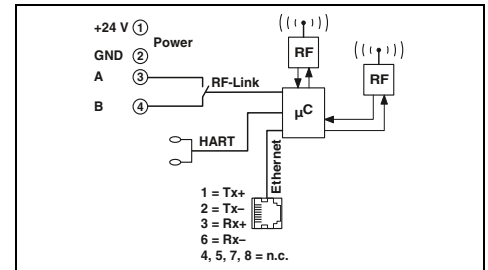 +24 V 1
Power
GND 2
A 3
B 4
RF-Link
RF
RF
µC
HART
Ethernet
1 = Tx+
2 = Tx–
3 = Rx+
6 = Rx–
4, 5, 7, 8 = n.c.